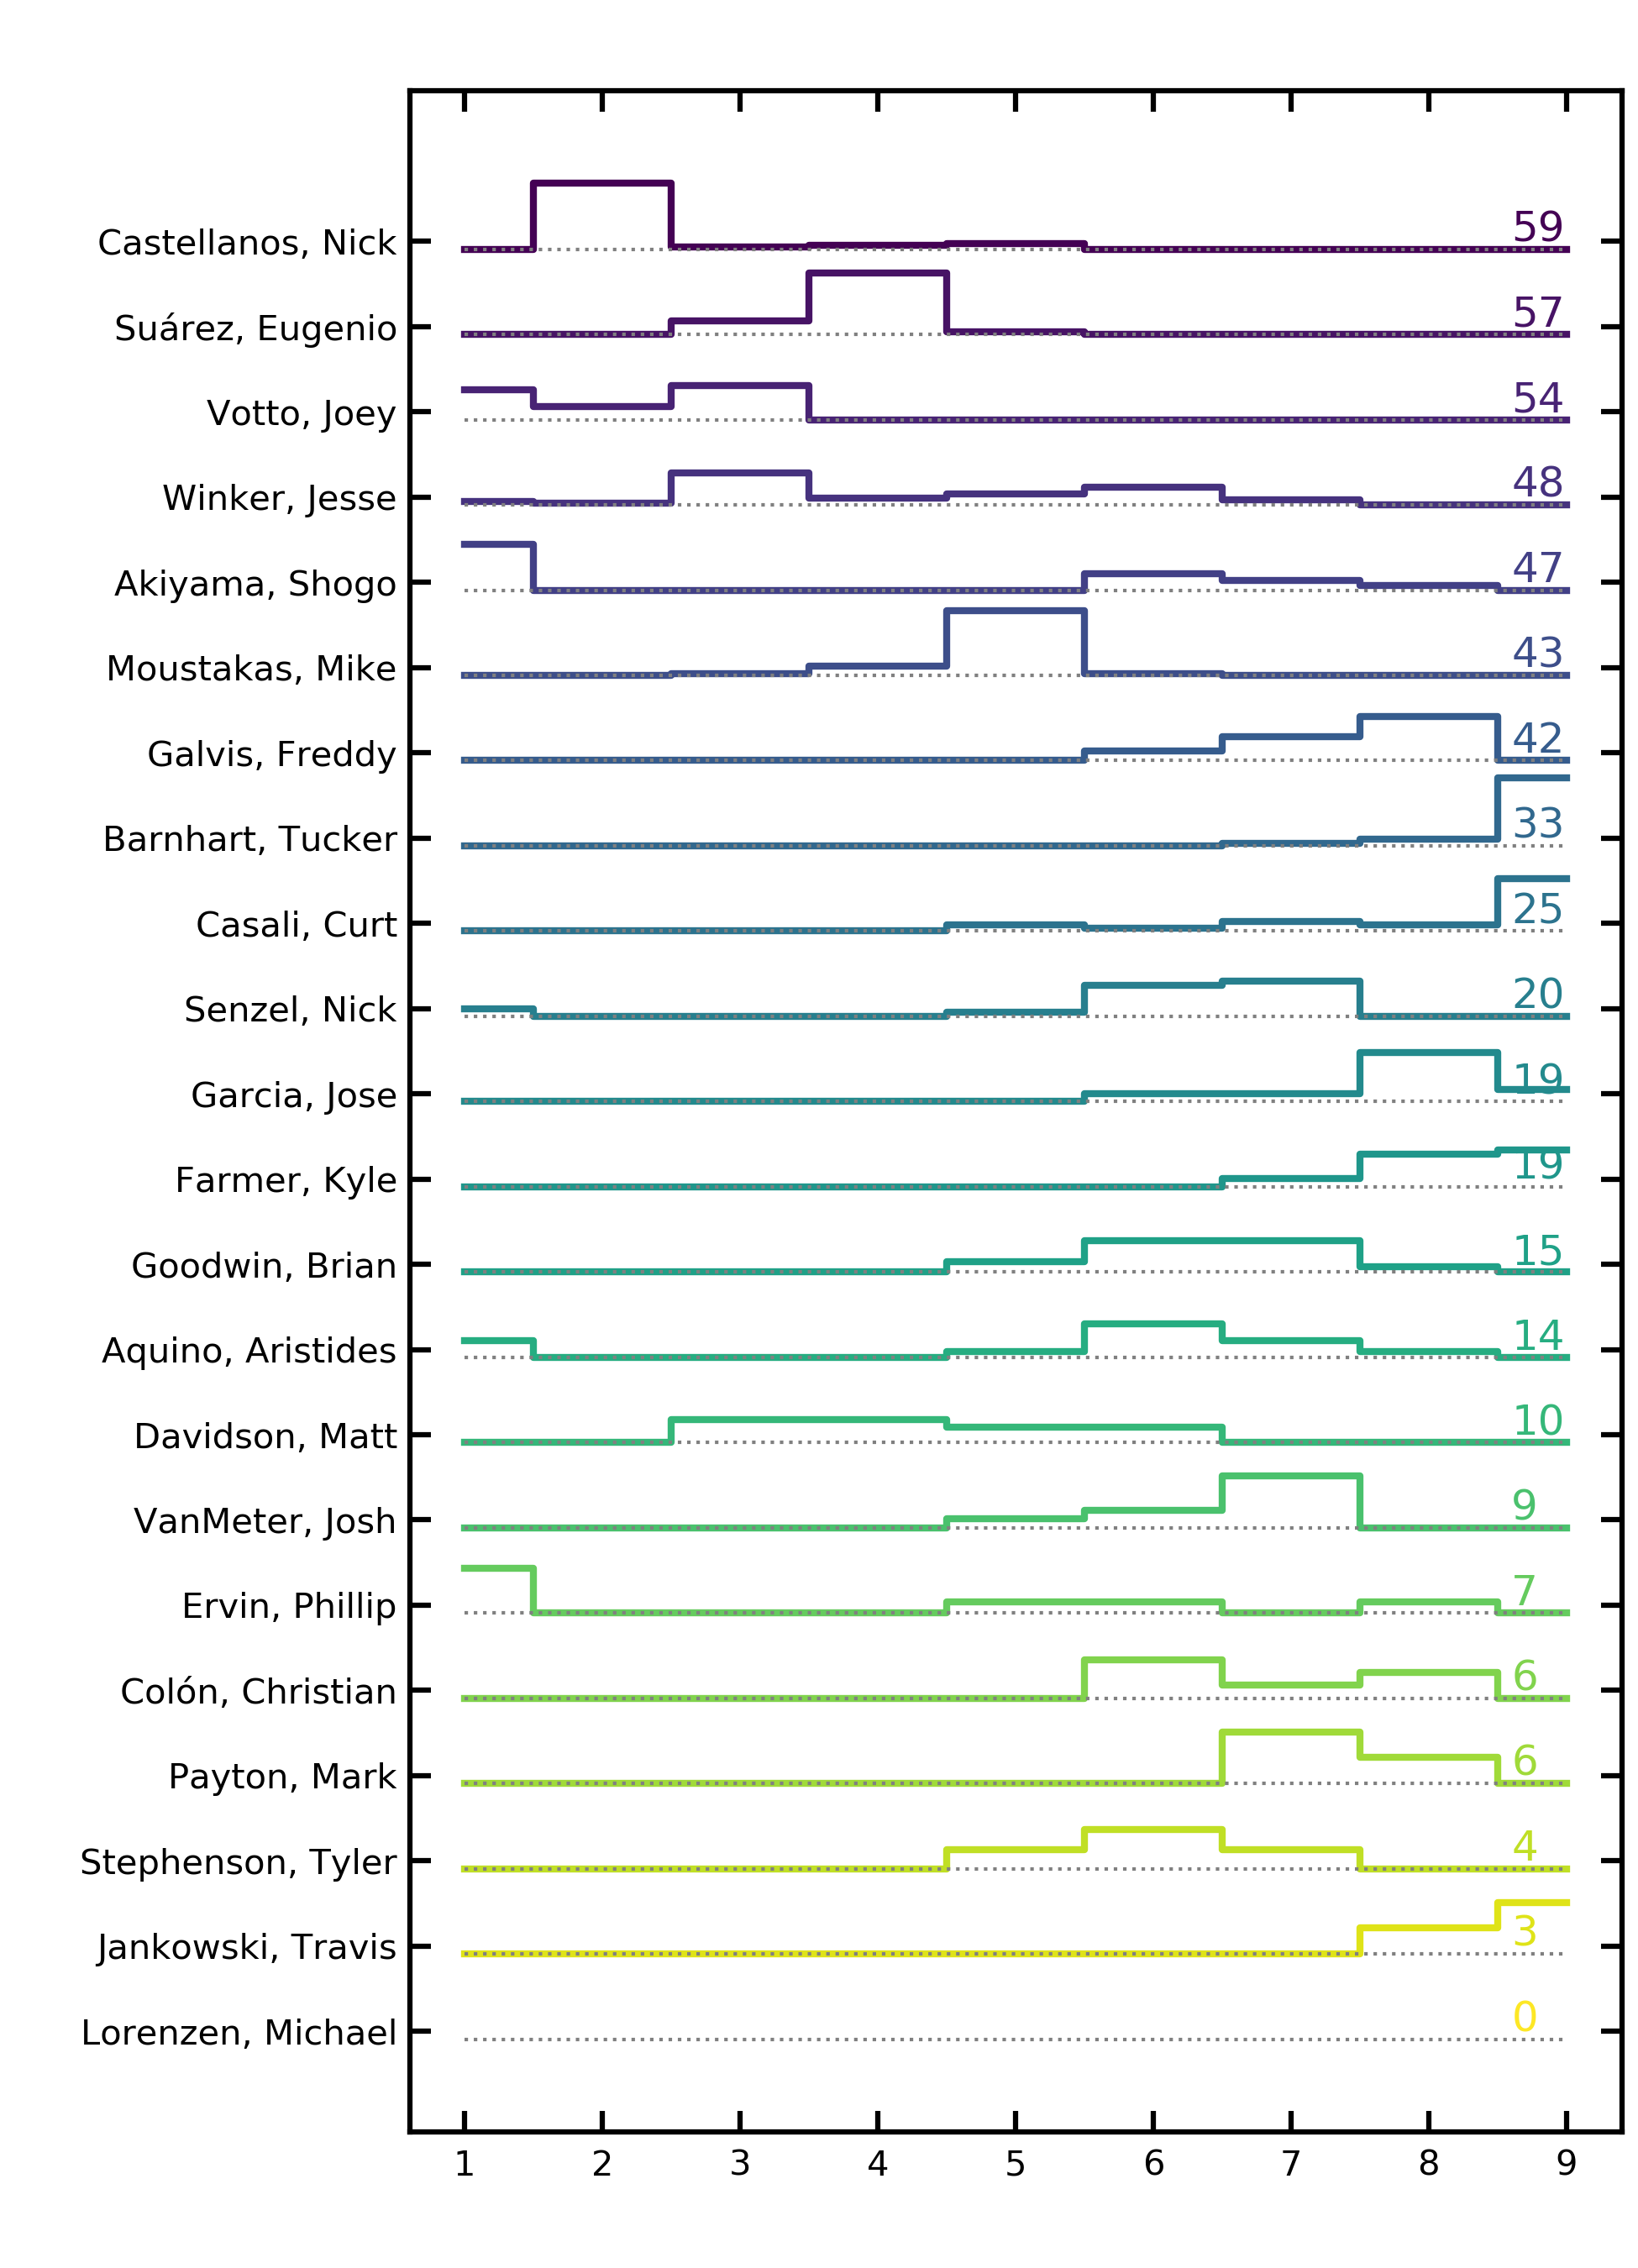 Castellanos, Nick 59
Suárez, Eugenio 57
Votto, Joey 54
Winker, Jesse 48
Akiyama, Shogo 47
Moustakas, Mike 43
Galvis, Freddy 42
Barnhart, Tucker 33
Casali, Curt 25
Senzel, Nick 20
Garcia, Jose 19
Farmer, Kyle 19
Goodwin, Brian 15
Aquino, Aristides 14
Davidson, Matt 10
VanMeter, Josh 9
Ervin, Phillip 7
Colón, Christian 6
Payton, Mark 6
Stephenson, Tyler 4
Jankowski, Travis 3
Lorenzen, Michael 0
1 2 3 4 5 6 7 8 9